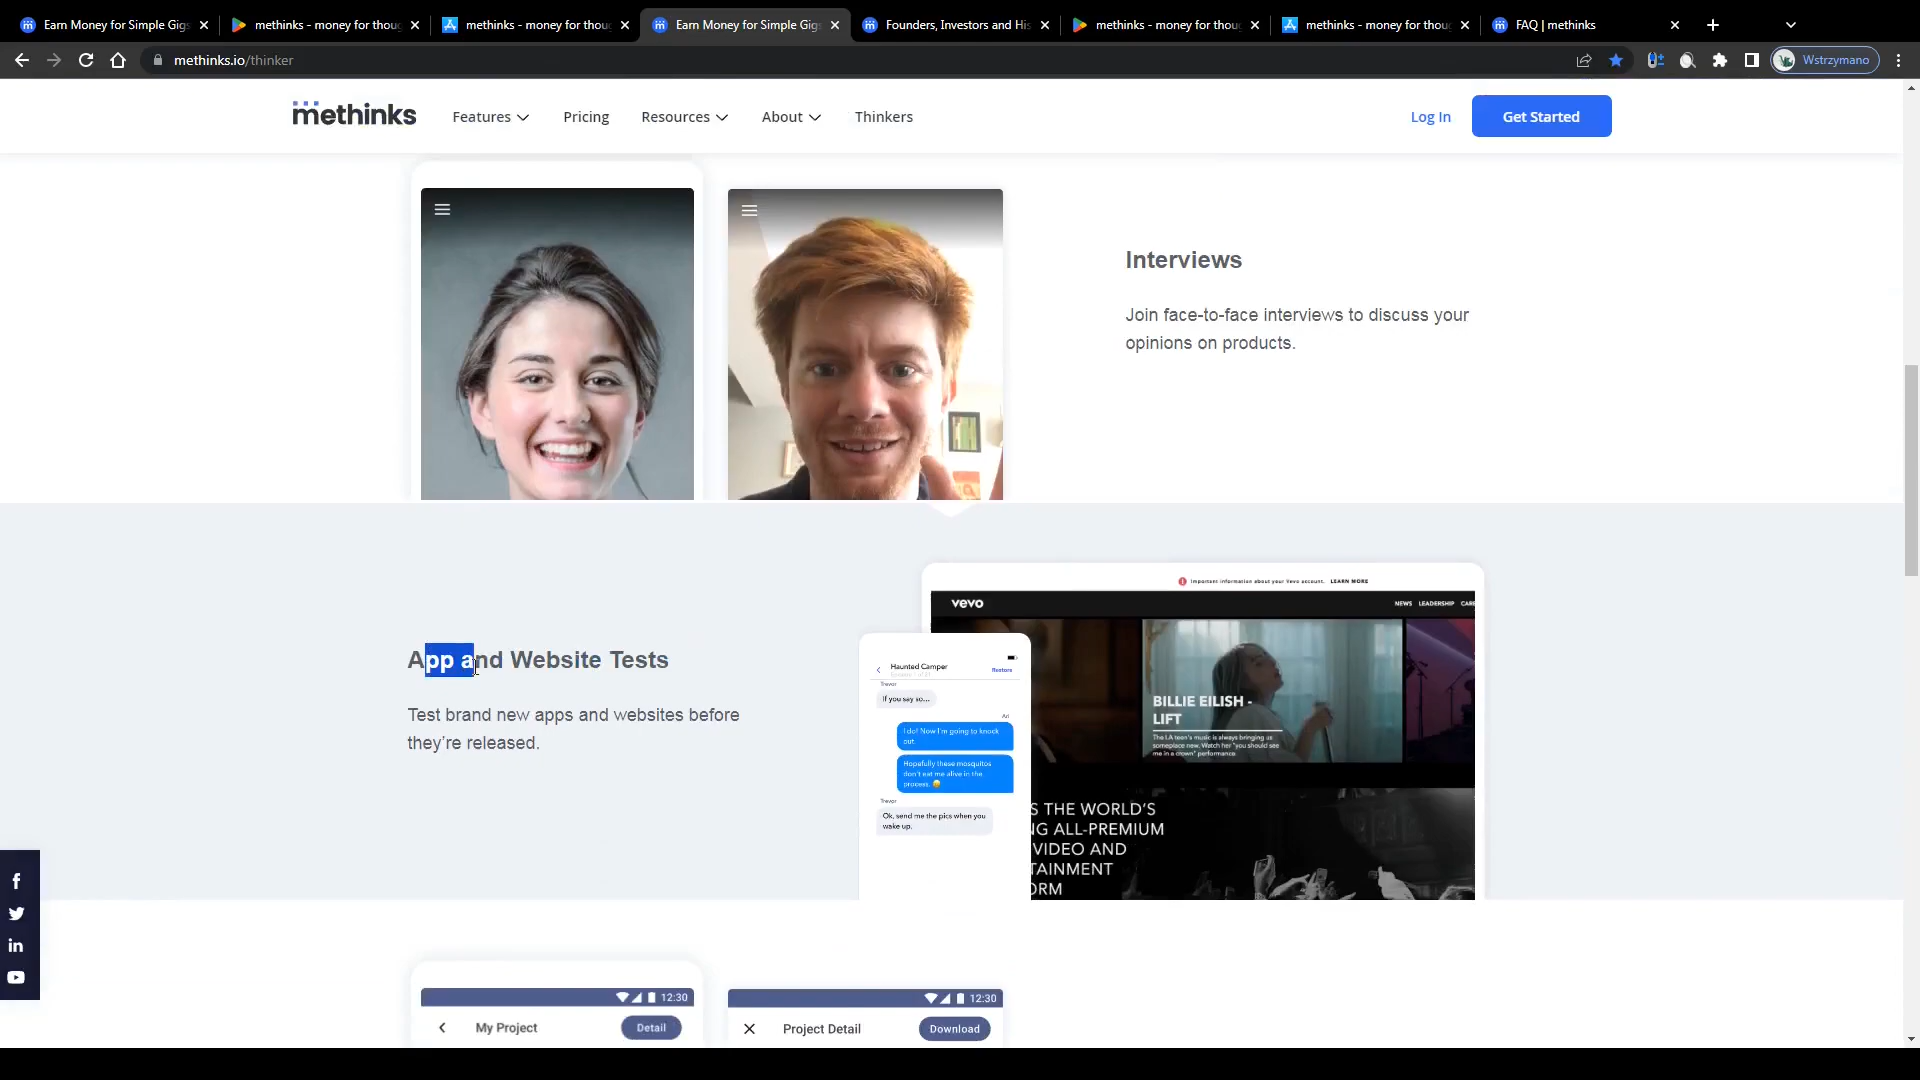 Earn Money for Simple Gigs
methinks - money for thoug
methinks - money for thoug
Earn Money for Simple Gigs
Founders, Investors and His
methinks - money for thoug
methinks - money for thoug
FAQ | methinks
methinks.io/thinker
Wstrzymano
methinks
Features
Pricing
Resources
About
Thinkers
Log In
Get Started
Interviews
Join face-to-face interviews to discuss your
opinions on products.
App and Website Tests
Test brand new apps and websites before
they’re released.
Important information about your Vevo account. LEARN MORE
vevo
NEWS LEADERSHIP CARE
BILLIE EILISH -
LIFT
The LA teen's music is always bringing us
someplace new. Watch her "you should see
me in a crown" performance.
S THE WORLD'S
NG ALL-PREMIUM
VIDEO AND
TAINMENT
ORM
Haunted Camper
Restore
Trevor
If you say so...
Ari
I do! Now I'm going to knock
out.
Hopefully these mosquitos
don't eat me alive in the
process.
Trevor
Ok, send me the pics when you
wake up.
12:30
My Project
Detail
12:30
Project Detail
Download